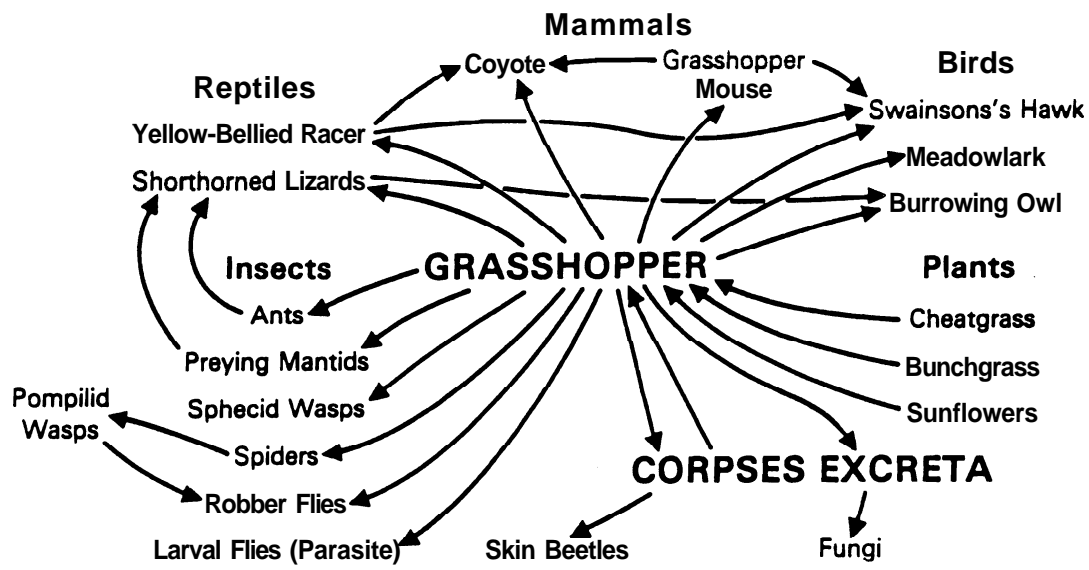 Mammals
Coyote
Grasshopper
Mouse
Birds
Reptiles
Swainsons's Hawk
Yellow-Bellied Racer
Meadowlark
Shorthorned Lizards
Burrowing Owl
Insects
GRASSHOPPER
Plants
Ants
Cheatgrass
Preying Mantids
Bunchgrass
Pompilid
Wasps
Sphecid Wasps
Sunflowers
Spiders
CORPSES EXCRETA
Robber Flies
Larval Flies (Parasite)
Skin Beetles
Fungi